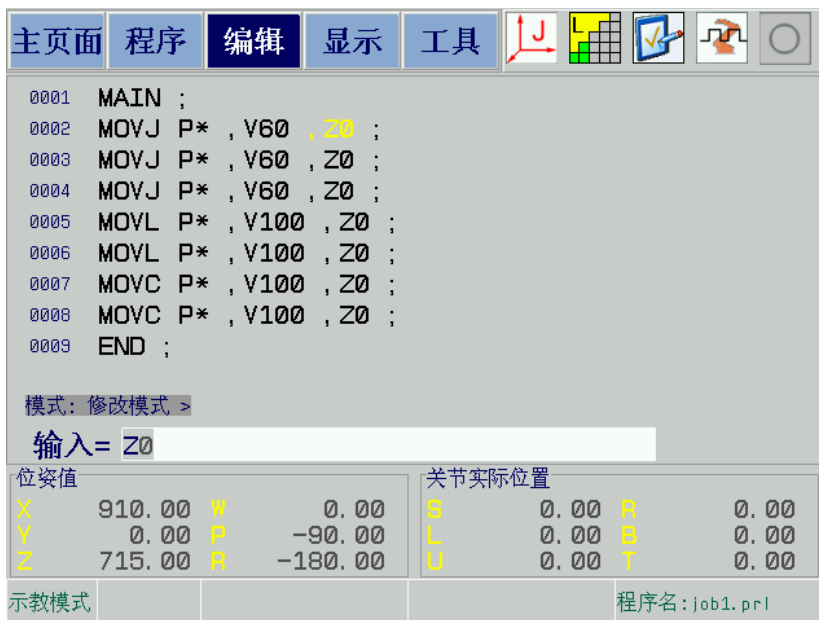 主页面 程序 编辑 显示 工具 J L
0001 MAIN ;
0002 MOVJ P* , V60 , Z0 ;
0003 MOVJ P* , V60 , Z0 ;
0004 MOVJ P* , V60 , Z0 ;
0005 MOVL P* , V100 , Z0 ;
0006 MOVL P* , V100 , Z0 ;
0007 MOVC P* , V100 , Z0 ;
0008 MOVC P* , V100 , Z0 ;
0009 END ;
模式: 修改模式 >
输入= Z0
位姿值 关节实际位置
X 910.00 W 0.00 S 0.00 R 0.00
Y 0.00 P -90.00 L 0.00 B 0.00
Z 715.00 R -180.00 U 0.00 T 0.00
示教模式 程序名:job1.prl